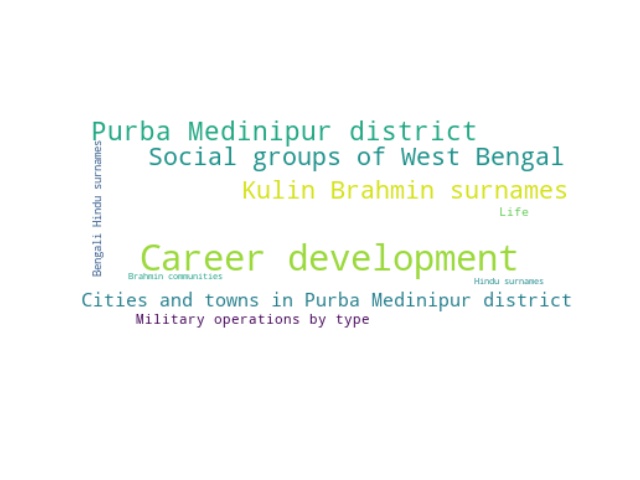 Purba Medinipur district
Social groups of West Bengal
Bengali Hindu surnames
Kulin Brahmin surnames
Life
Career development
Brahmin communities
Hindu surnames
Cities and towns in Purba Medinipur district
Military operations by type